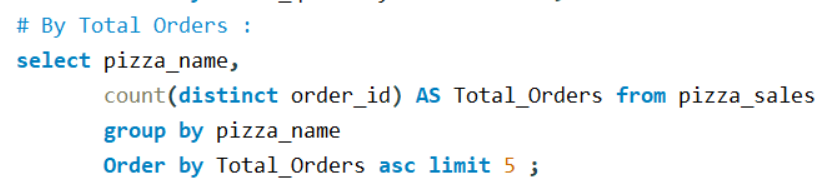 # By Total Orders :
select pizza_name,
count(distinct order_id) AS Total_Orders from pizza_sales
group by pizza_name
Order by Total_Orders asc limit 5 ;